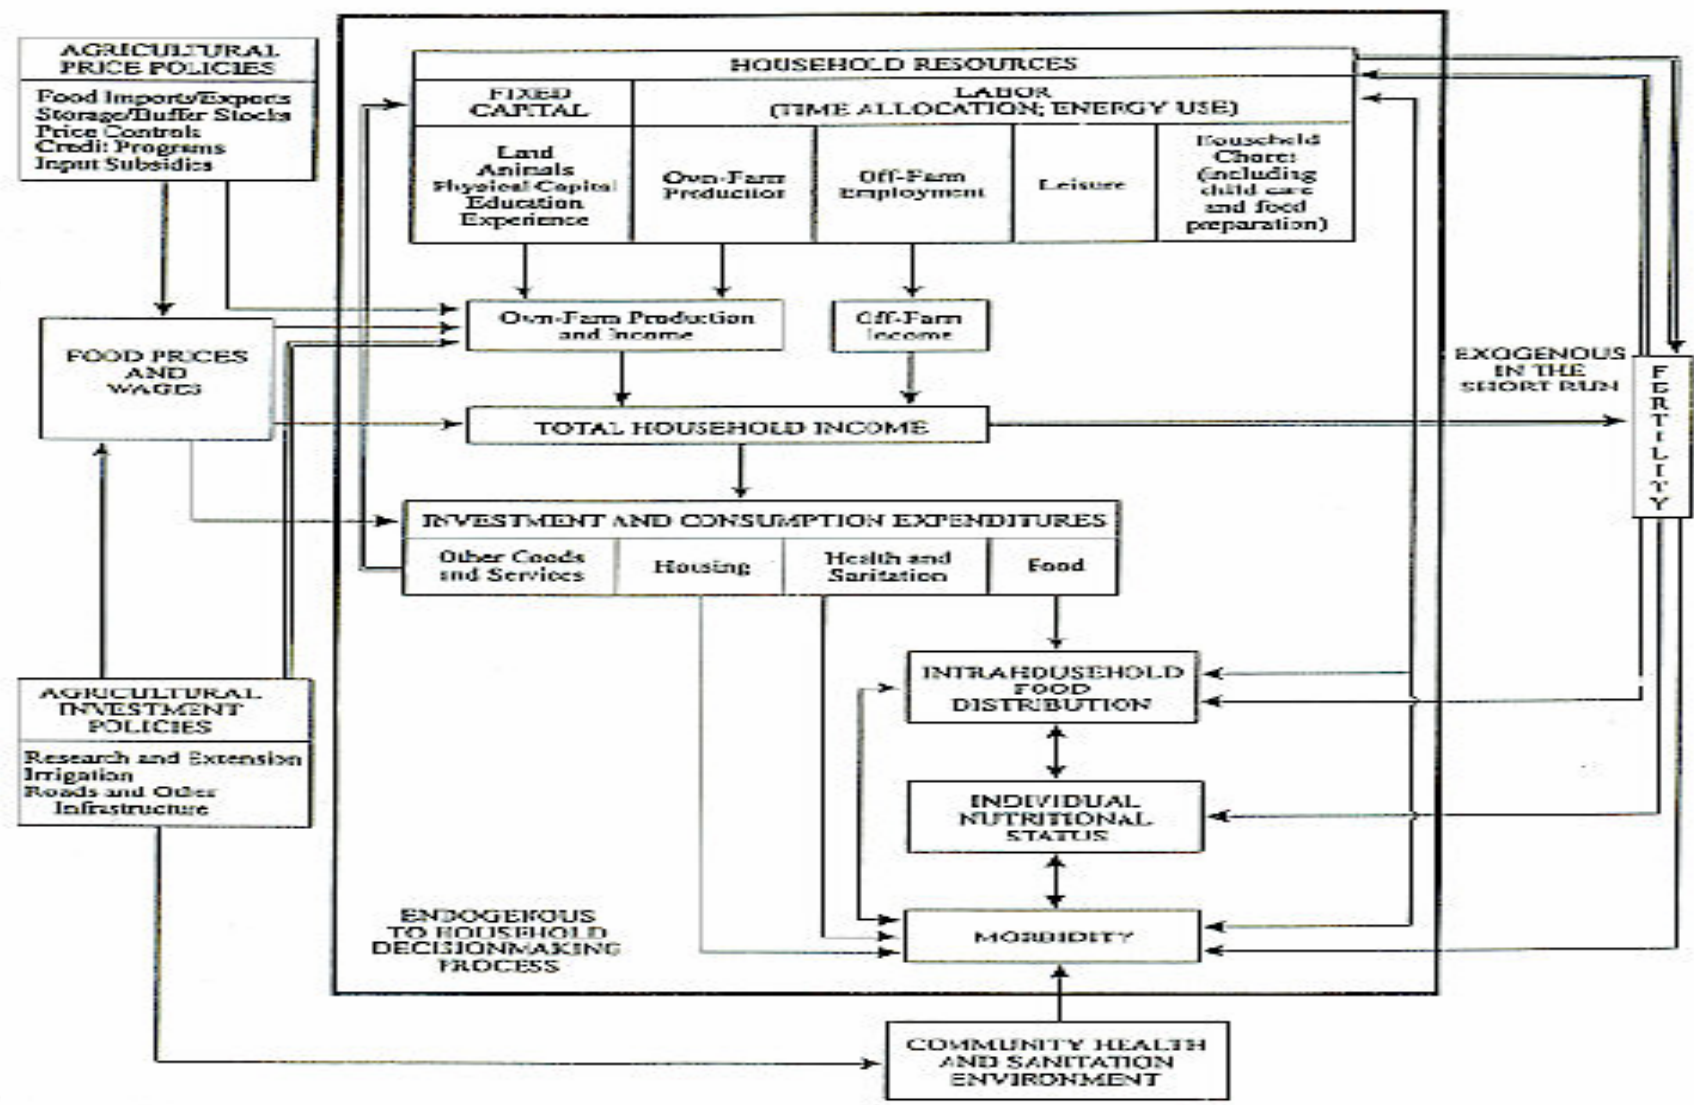 AGRICULTURAL
PRICE POLICIES
Food Imports/Exports
Storage/Buffer Stocks
Price Controls
Credit Programs
Input Subsidies
HOUSEHOLD RESOURCES
FIXED
CAPITAL
LABOR
(TIME ALLOCATION; ENERGY USE)
Land
Animals
Physical Capital
Education
Experience
Own-Farm
Production
Off-Farm
Employment
Leisure
Household
Chores
(including
child care
and food
preparation)
FOOD PRICES
AND
WAGES
Own-Farm Production
and Income
Off-Farm
Income
EXOGENOUS
IN THE
SHORT RUN
FERTILITY
TOTAL HOUSEHOLD INCOME
INVESTMENT AND CONSUMPTION EXPENDITURES
Other Goods
and Services
Housing
Health and
Sanitation
Food
AGRICULTURAL
INVESTMENT
POLICIES
Research and Extension
Irrigation
Roads and Other
Infrastructure
INTRAHOUSEHOLD
FOOD
DISTRIBUTION
INDIVIDUAL
NUTRITIONAL
STATUS
MORBIDITY
ENDOGENOUS
TO HOUSEHOLD
DECISIONMAKING
PROCESS
COMMUNITY HEALTH
AND SANITATION
ENVIRONMENT